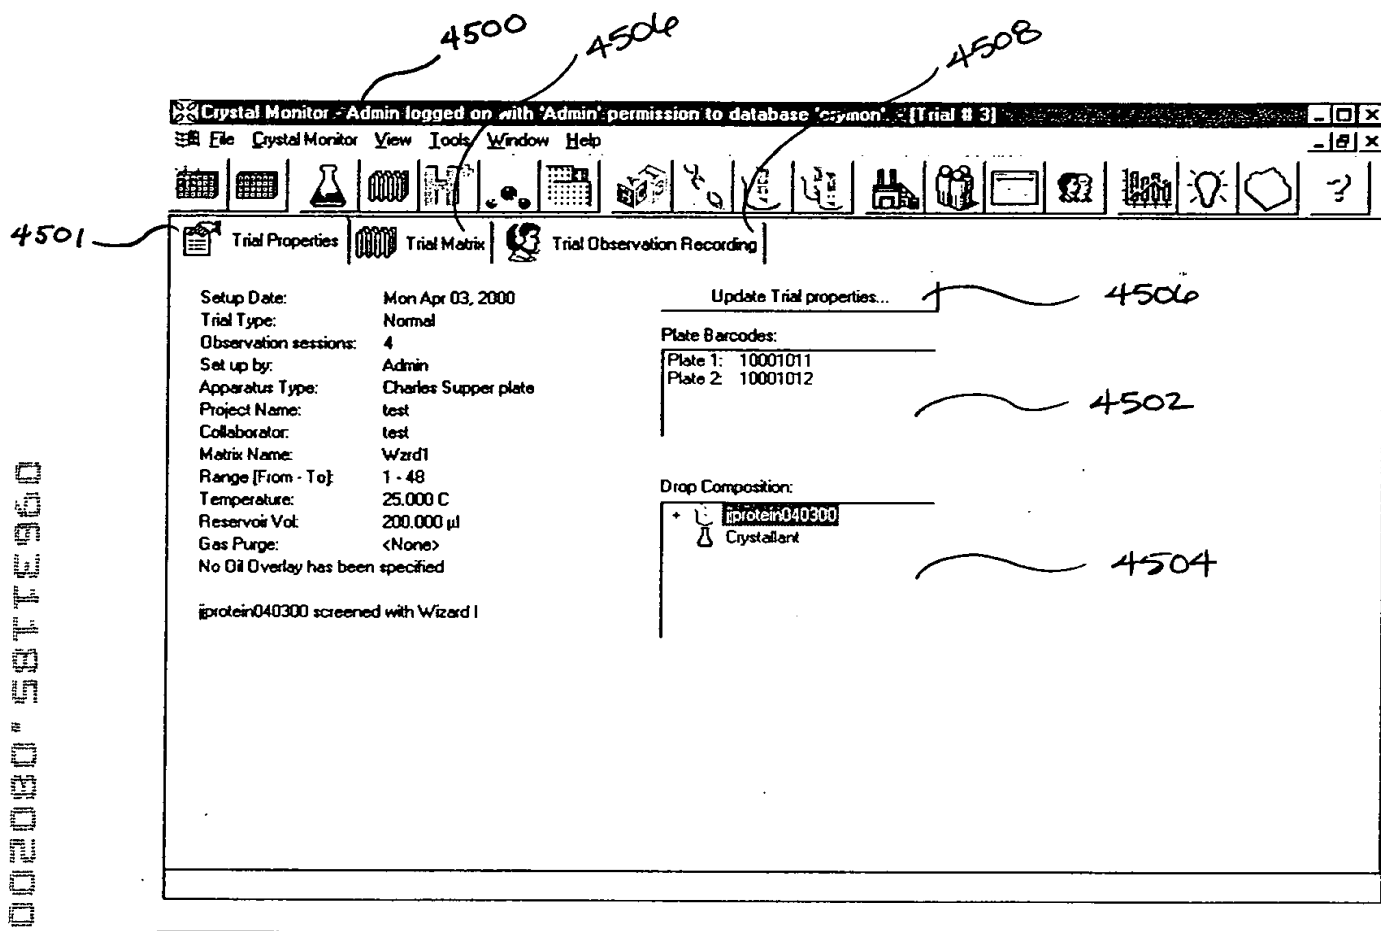 4500
4506
4508
Crystal Monitor - Admin logged on with 'Admin' permission to database 'crymon'. - [Trial # 3]
File Crystal Monitor View Tools Window Help
4501
Trial Properties Trial Matrix Trial Observation Recording
Setup Date: Mon Apr 03, 2000
Trial Type: Normal
Observation sessions: 4
Set up by: Admin
Apparatus Type: Charles Supper plate
Project Name: test
Collaborator: test
Matrix Name: Wzrd1
Range [From - To]: 1 - 48
Temperature: 25.000 C
Reservoir Vol: 200.000 µl
Gas Purge: <None>
No Oil Overlay has been specified
jjprotein040300 screened with Wizard I
Update Trial properties...
4506
Plate Barcodes:
Plate 1: 10001011
Plate 2: 10001012
4502
Drop Composition:
+ jjprotein040300
Crystallant
4504
09631185.080200